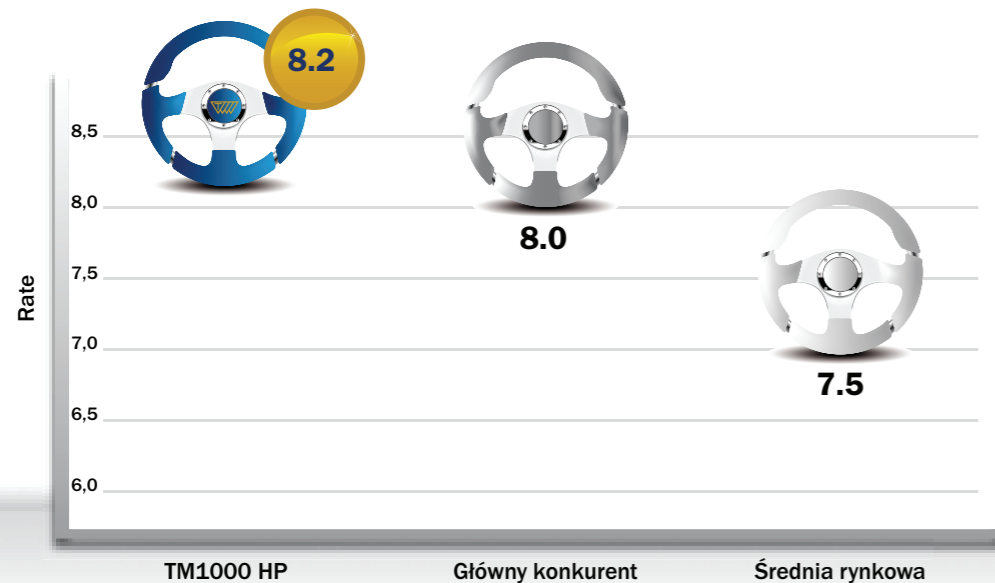 8.2
8,5
8,0
8.0
7,5
Rate
7,0
7.5
6,5
6,0
TM1000 HP
Główny konkurent
Średnia rynkowa